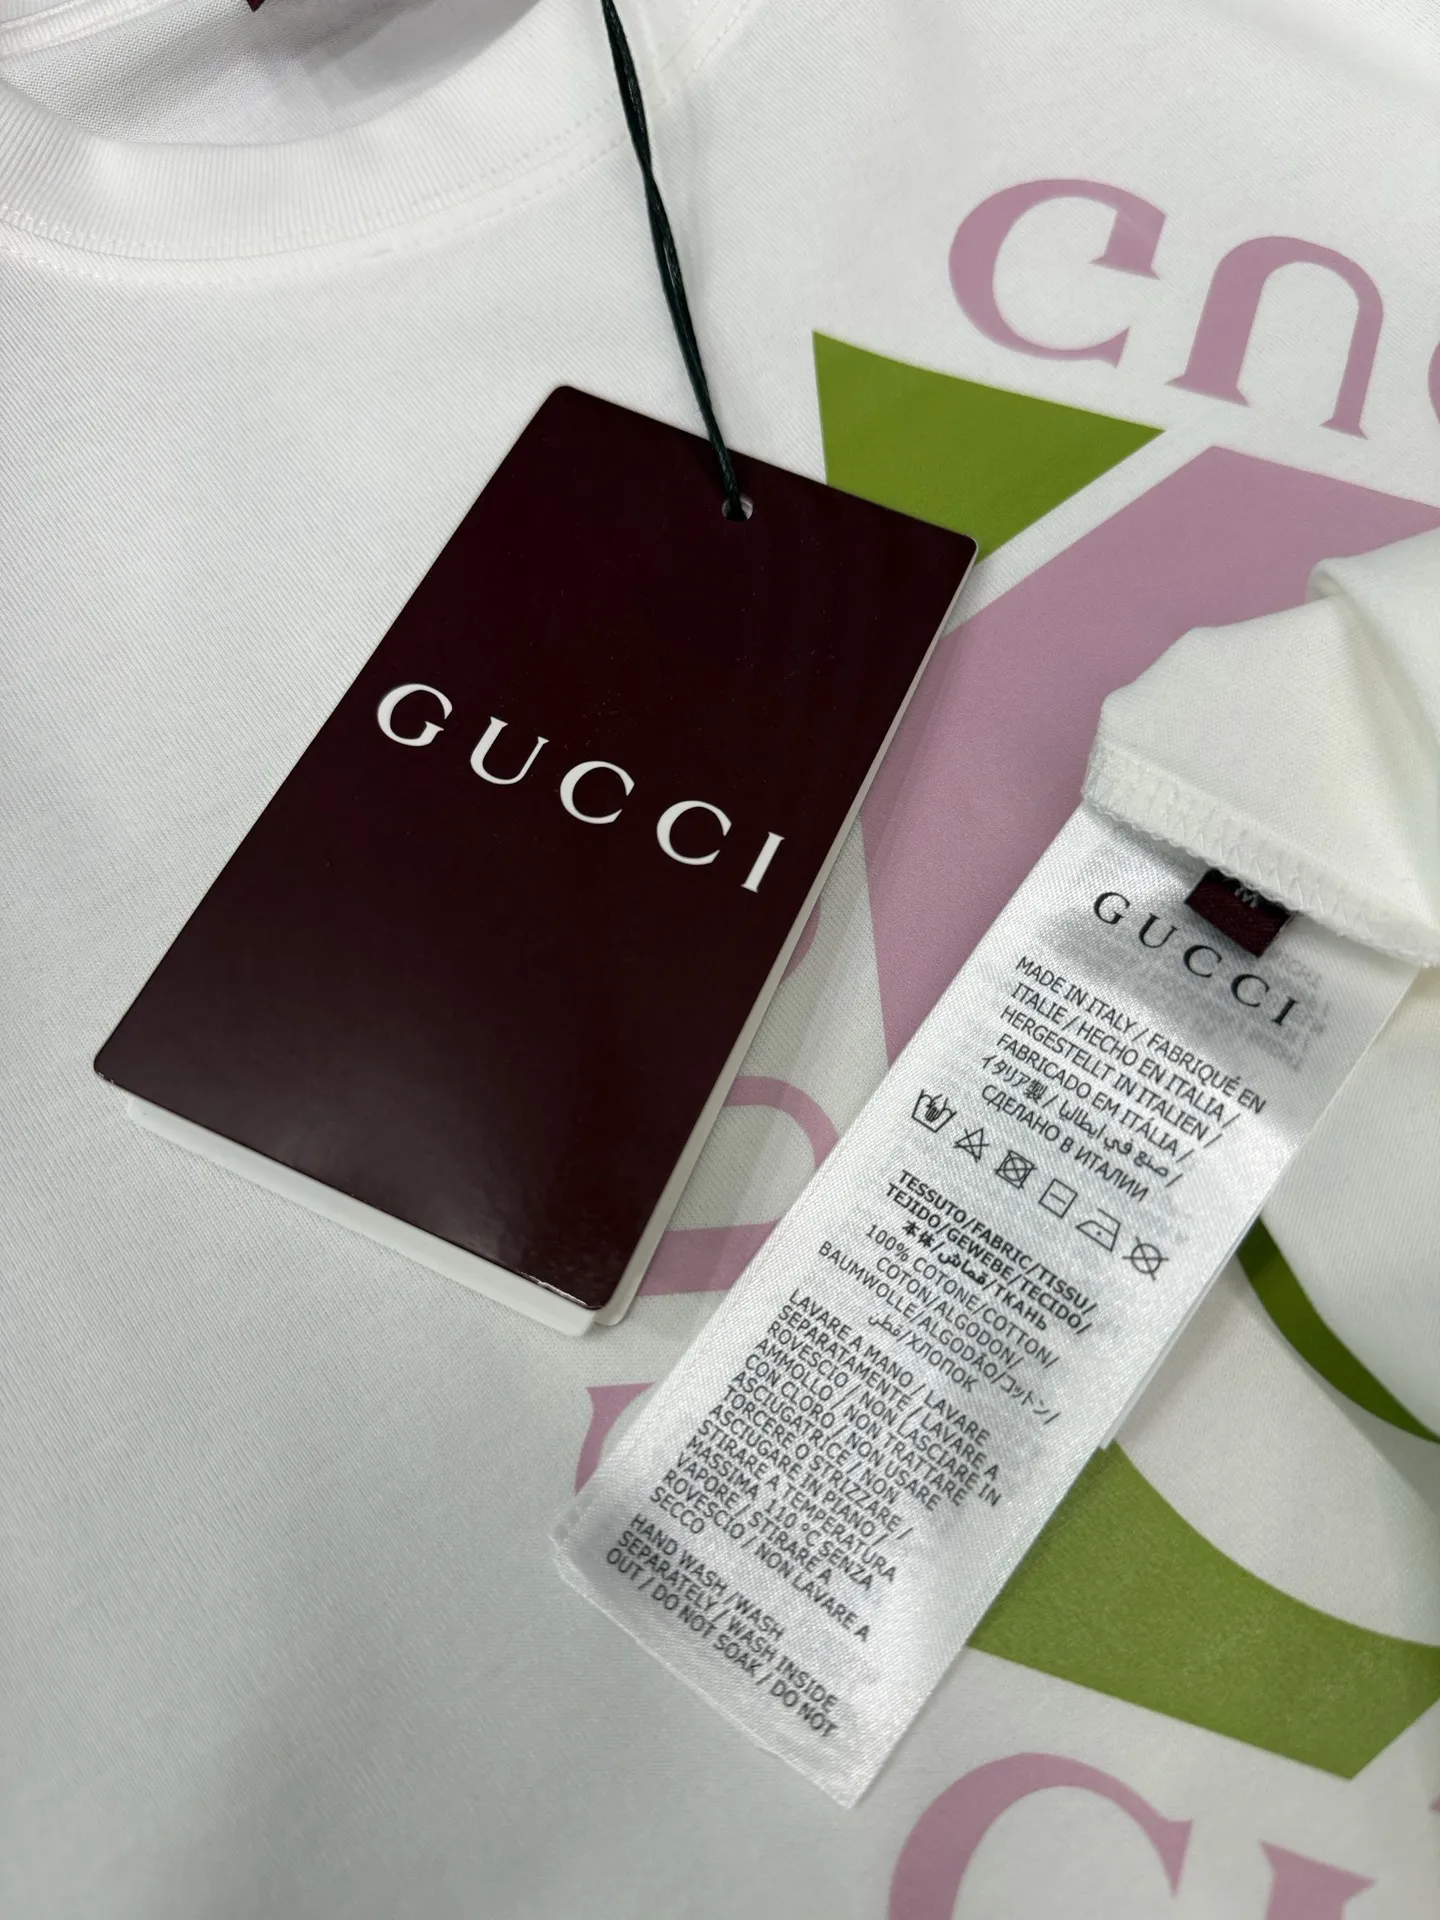 GUCCI
GUCCI
M
MADE IN ITALY / FABRIQUÉ EN
ITALIE / HECHO EN ITALIA /
HERGESTELLT IN ITALIEN /
FABRICADO EM ITÁLIA /
イタリア製 / صنع في ايطاليا /
СДЕЛАНО В ИТАЛИИ
TESSUTO/FABRIC/TISSU/
TEJIDO/GEWEBE/TECIDO/
本体/قماش/ТКАНЬ
100% COTONE/COTTON/
COTON/ALGODON/
BAUMWOLLE/ALGODÃO/コットン/
قطن/ХЛОПОК
LAVARE A MANO / LAVARE
SEPARATAMENTE / LAVARE A
ROVESCIO / NON LASCIARE IN
AMMOLLO / NON TRATTARE
CON CLORO / NON USARE
ASCIUGATRICE / NON
TORCERE O STRIZZARE /
ASCIUGARE IN PIANO /
STIRARE A TEMPERATURA
MASSIMA 110 °C SENZA
VAPORE / STIRARE A
ROVESCIO / NON LAVARE A
SECCO
HAND WASH /WASH
SEPARATELY / WASH INSIDE
OUT / DO NOT SOAK / DO NOT